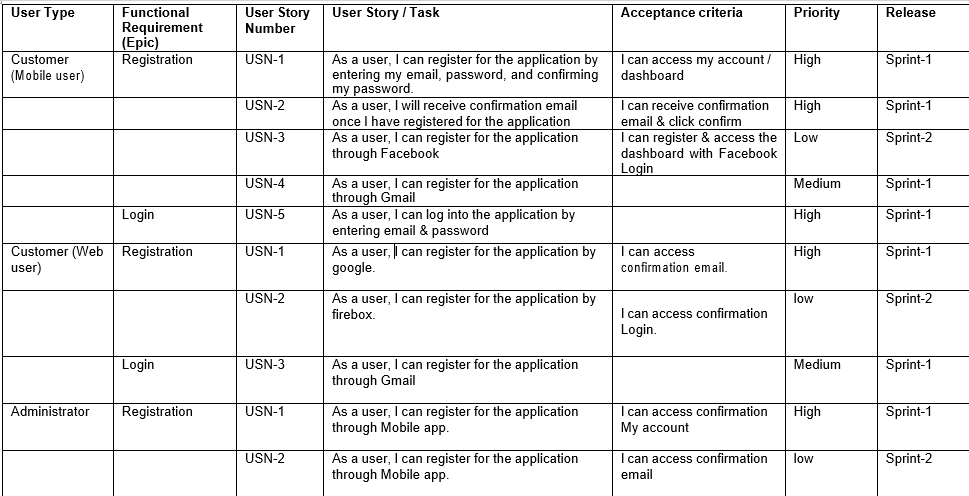 User Type Functional Requirement (Epic) User Story Number User Story / Task Acceptance criteria Priority Release
Customer (Mobile user) Registration USN-1 As a user, I can register for the application by entering my email, password, and confirming my password. I can access my account / dashboard High Sprint-1
USN-2 As a user, I will receive confirmation email once I have registered for the application I can receive confirmation email & click confirm High Sprint-1
USN-3 As a user, I can register for the application through Facebook I can register & access the dashboard with Facebook Login Low Sprint-2
USN-4 As a user, I can register for the application through Gmail Medium Sprint-1
Login USN-5 As a user, I can log into the application by entering email & password High Sprint-1
Customer (Web user) Registration USN-1 As a user, I can register for the application by google. I can access confirmation email. High Sprint-1
USN-2 As a user, I can register for the application by firebox. I can access confirmation Login. low Sprint-2
Login USN-3 As a user, I can register for the application through Gmail Medium Sprint-1
Administrator Registration USN-1 As a user, I can register for the application through Mobile app. I can access confirmation My account High Sprint-1
USN-2 As a user, I can register for the application through Mobile app. I can access confirmation email low Sprint-2